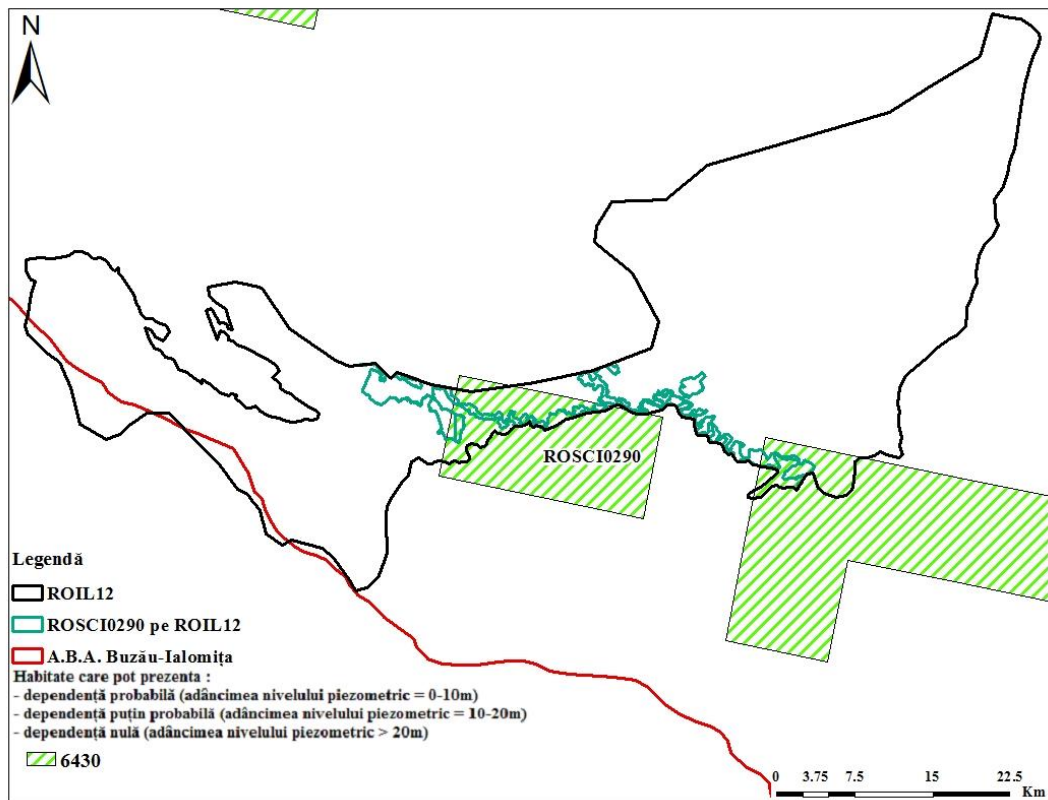 N
ROSCI0290
Legendă
ROIL12
ROSCI0290 pe ROIL12
A.B.A. Buzău-Ialomița
Habitate care pot prezenta :
- dependență probabilă (adâncimea nivelului piezometric = 0-10m)
- dependență puțin probabilă (adâncimea nivelului piezometric = 10-20m)
- dependență nulă (adâncimea nivelului piezometric > 20m)
6430
0 3.75 7.5 15 22.5
Km